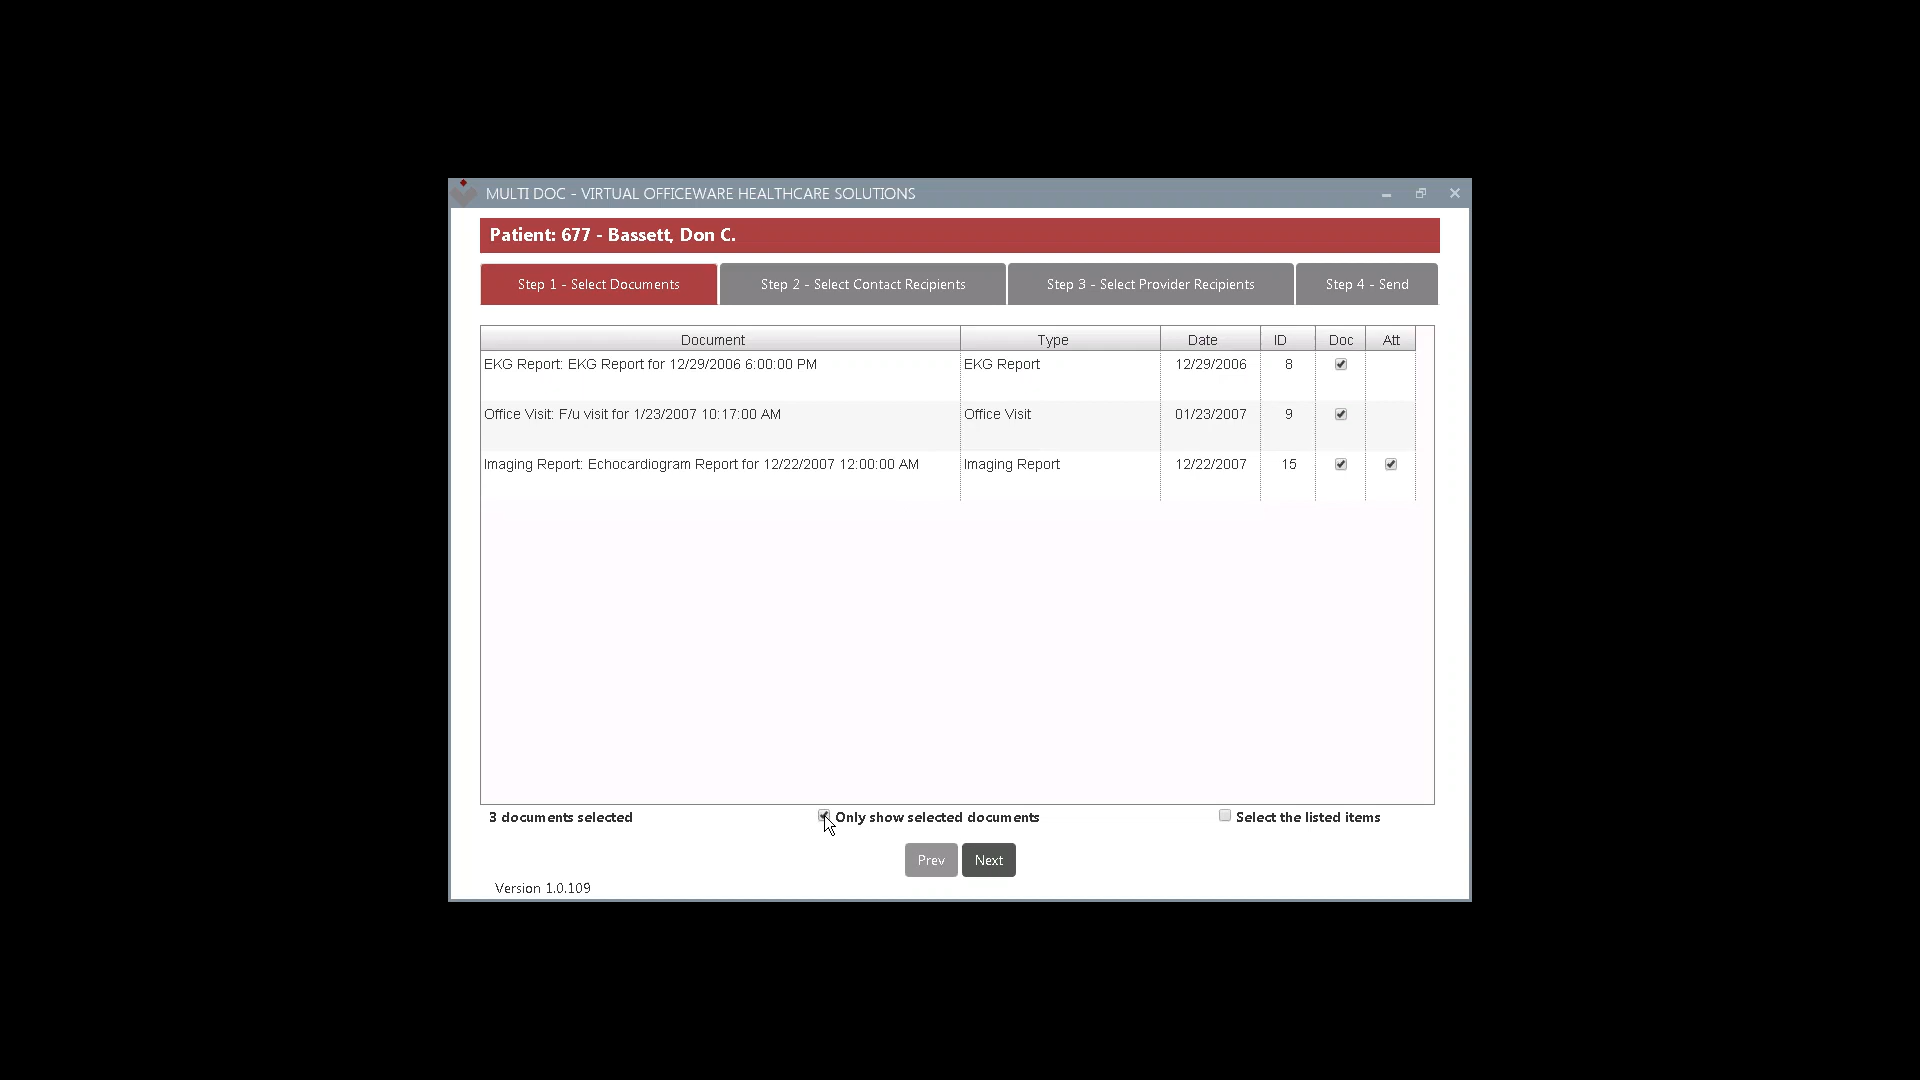 MULTI DOC - VIRTUAL OFFICEWARE HEALTHCARE SOLUTIONS
Patient: 677 - Bassett, Don C.
Step 1 - Select Documents Step 2 - Select Contact Recipients Step 3 - Select Provider Recipients Step 4 - Send
Document Type Date ID Doc Att
EKG Report: EKG Report for 12/29/2006 6:00:00 PM EKG Report 12/29/2006 8
Office Visit: F/u visit for 1/23/2007 10:17:00 AM Office Visit 01/23/2007 9
Imaging Report: Echocardiogram Report for 12/22/2007 12:00:00 AM Imaging Report 12/22/2007 15
3 documents selected Only show selected documents Select the listed items
Prev Next
Version 1.0.109